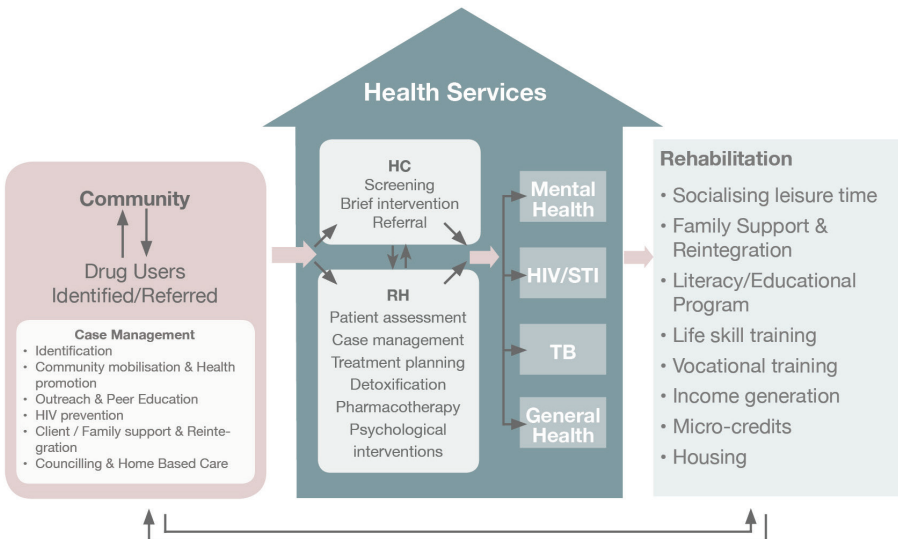 Health Services
Community
Drug Users
Identified/Referred
Case Management
• Identification
• Community mobilisation & Health
promotion
• Outreach & Peer Education
• HIV prevention
• Client / Family support & Reinte-
gration
• Councilling & Home Based Care
HC
Screening
Brief intervention
Referral
RH
Patient assessment
Case management
Treatment planning
Detoxification
Pharmacotherapy
Psychological
interventions
Mental
Health
HIV/STI
TB
General
Health
Rehabilitation
• Socialising leisure time
• Family Support &
Reintegration
• Literacy/Educational
Program
• Life skill training
• Vocational training
• Income generation
• Micro-credits
• Housing